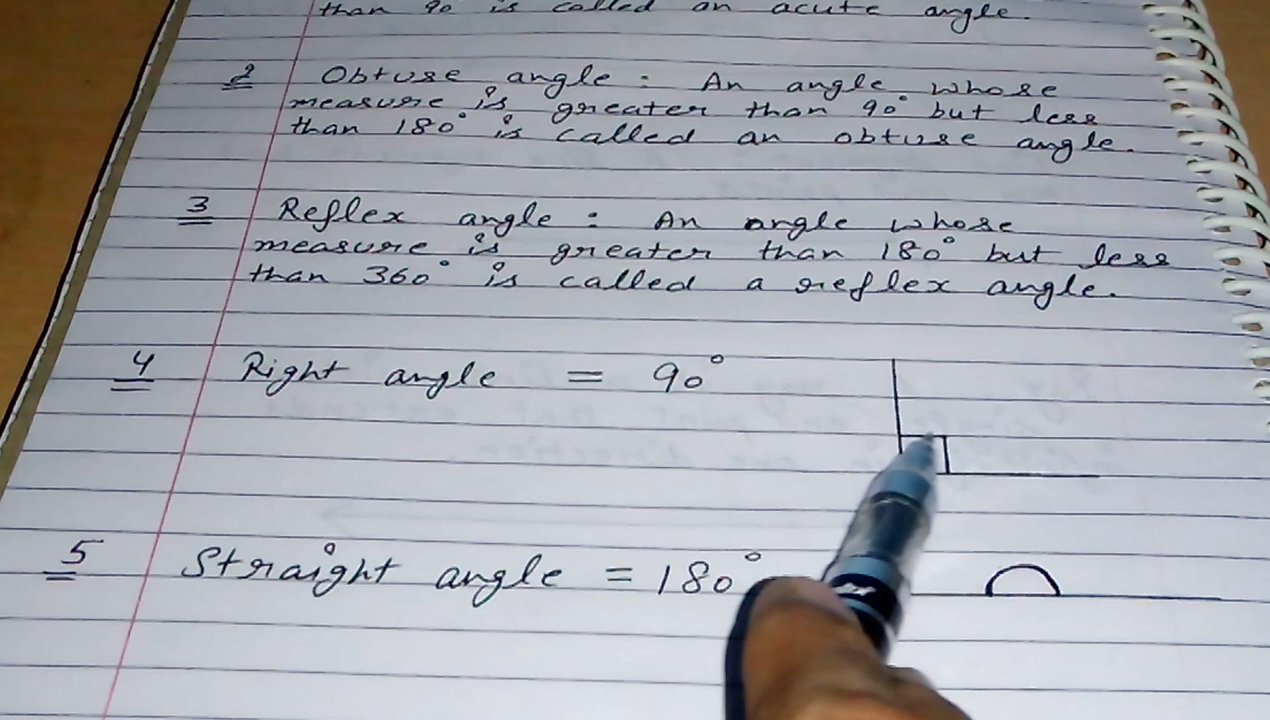 than 90 is called an acute angle.
2 Obtuse angle : An angle whose
measure is greater than 90° but less
than 180° is called an obtuse angle.
3 Reflex angle : An angle whose
measure is greater than 180° but less
than 360° is called a reflex angle.
4 Right angle = 90°
5 Straight angle = 180°